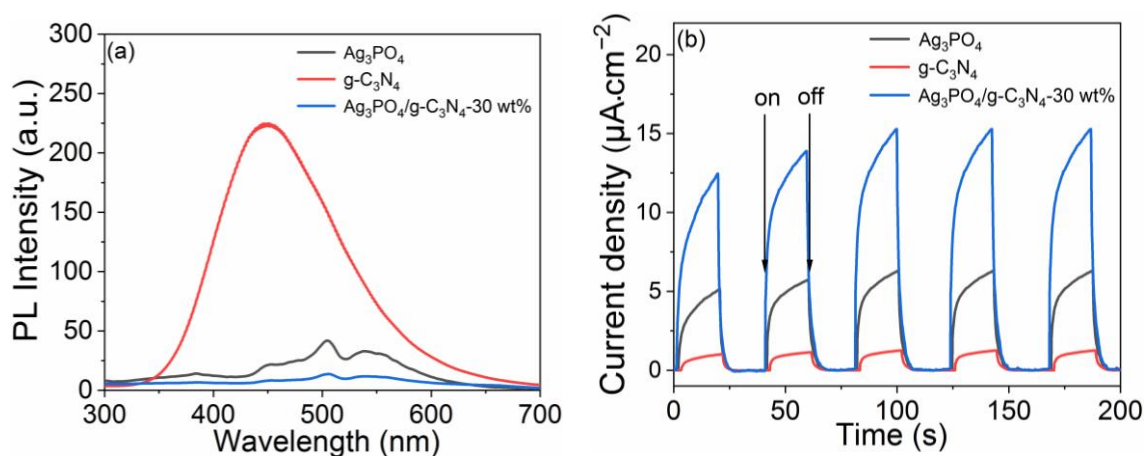 (a)
Ag₃PO₄
g-C₃N₄
Ag₃PO₄/g-C₃N₄-30 wt%
PL Intensity (a.u.)
300
250
200
150
100
50
0
300 400 500 600 700
Wavelength (nm)
(b)
Ag₃PO₄
g-C₃N₄
Ag₃PO₄/g-C₃N₄-30 wt%
on off
Current density (μA.cm⁻²)
20
15
10
5
0
0 50 100 150 200
Time (s)